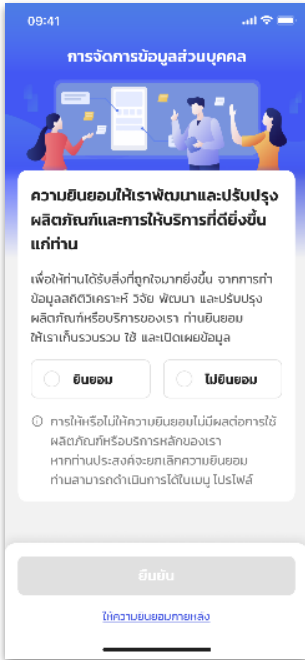 09:41
การจัดการข้อมูลส่วนบุคคล
ความยินยอมให้เราพัฒนาและปรับปรุง
ผลิตภัณฑ์และการให้บริการที่ดียิ่งขึ้น
แก่ท่าน
เพื่อให้ท่านได้รับสิ่งที่ถูกใจมากยิ่งขึ้น จากการทำ
ข้อมูลสถิติวิเคราะห์ วิจัย พัฒนา และปรับปรุง
ผลิตภัณฑ์หรือบริการของเรา ท่านยินยอม
ให้เราเก็บรวบรวม ใช้ และเปิดเผยข้อมูล
ยินยอม
ไม่ยินยอม
การให้หรือไม่ให้ความยินยอมไม่มีผลต่อการใช้
ผลิตภัณฑ์หรือบริการหลักของเรา
หากท่านประสงค์จะยกเลิกความยินยอม
ท่านสามารถดำเนินการได้ในเมนู โปรไฟล์
ยืนยัน
ให้ความยินยอมภายหลัง